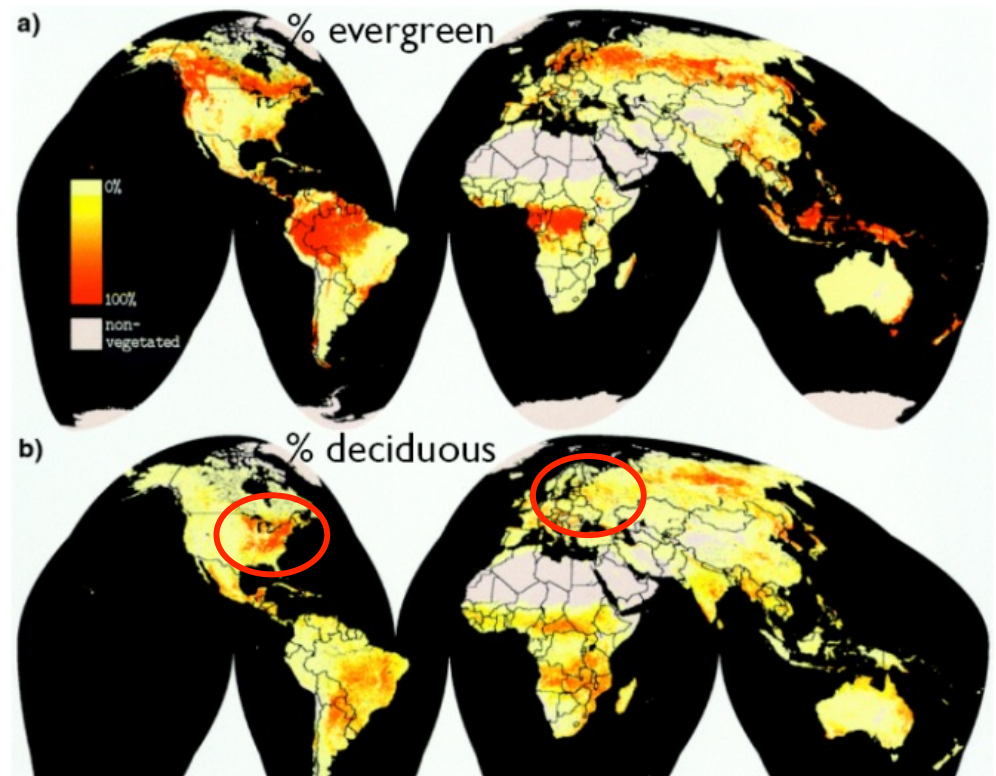 a)
% evergreen
0%
100%
non-
vegetated
b)
% deciduous